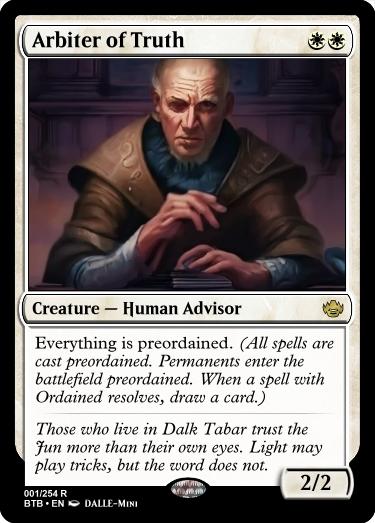 Arbiter of Truth
Creature — Human Advisor
Everything is preordained. (All spells are
cast preordained. Permanents enter the
battlefield preordained. When a spell with
Ordained resolves, draw a card.)
Those who live in Dalk Tabar trust the
Jun more than their own eyes. Light may
play tricks, but the word does not.
2/2
001/254 R
BTB • EN DALLE-Mini